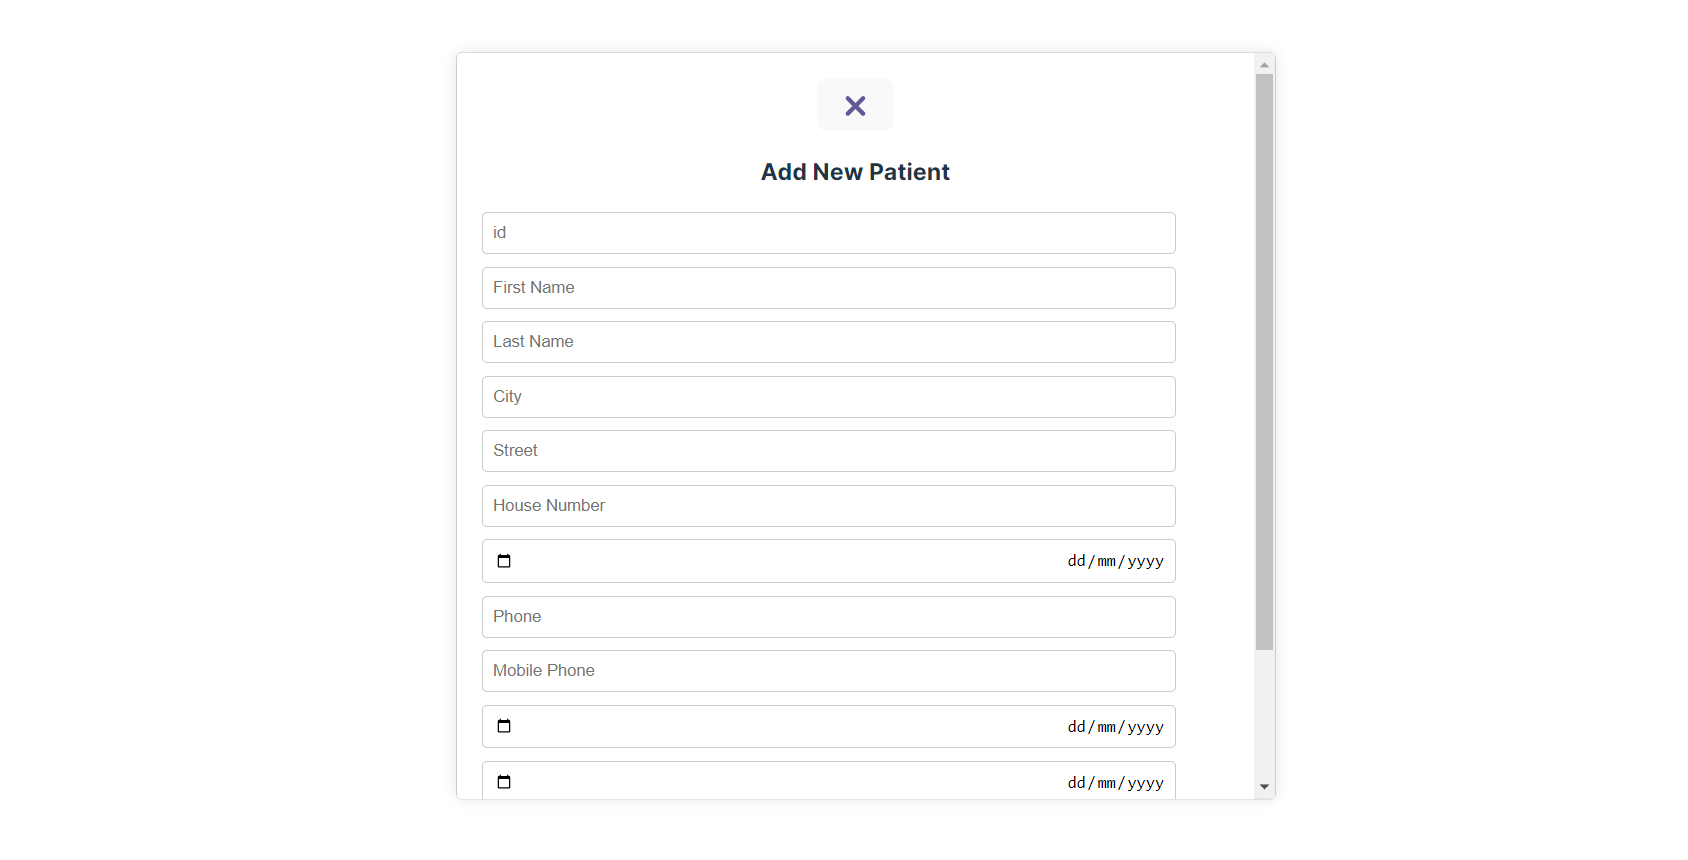 Add New Patient
id
First Name
Last Name
City
Street
House Number
dd/mm/yyyy
Phone
Mobile Phone
dd/mm/yyyy
dd/mm/yyyy